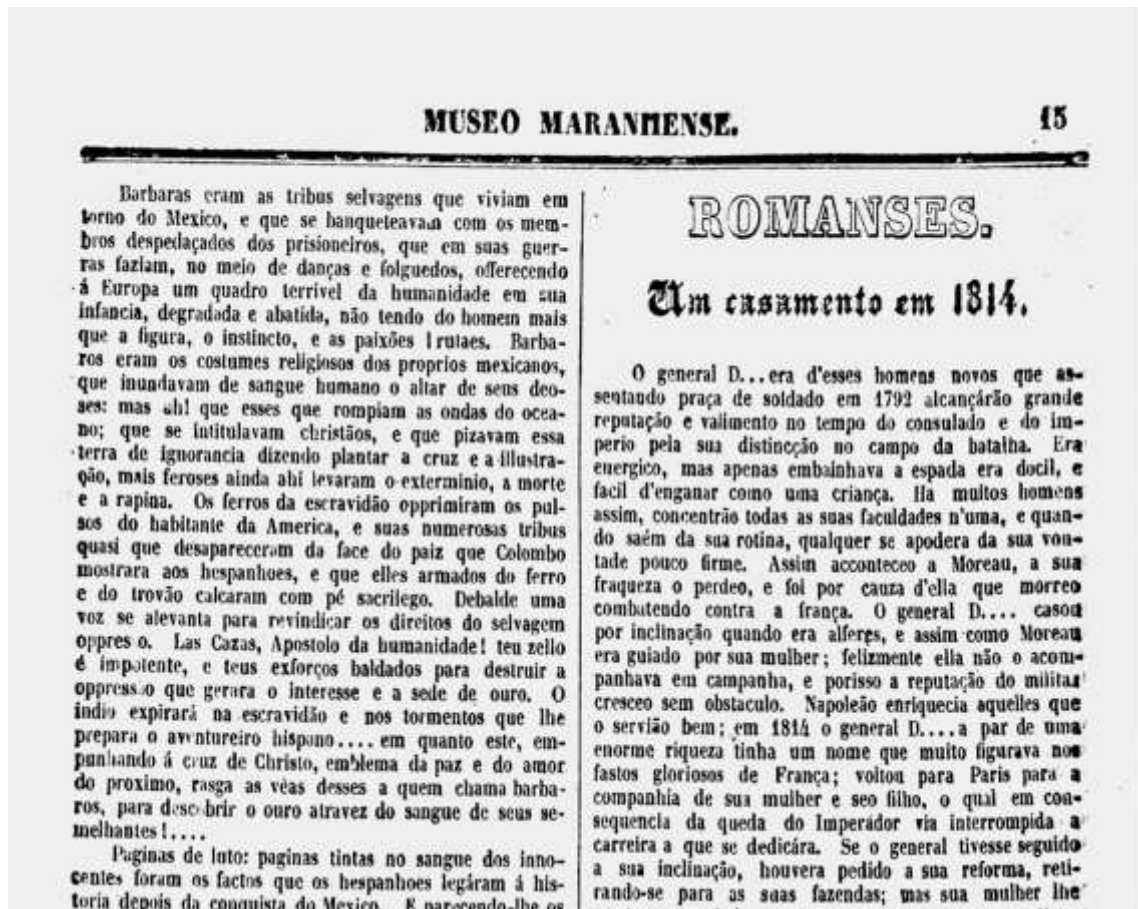 MUSEO MARANHENSE.
15
Barbaras eram as tribus selvagens que viviam em
torno do Mexico, e que se banqueteavam com os mem-
bros despedaçados dos prisioneiros, que em suas guer-
ras faziam, no meio de danças e folguedos, offerecendo
á Europa um quadro terrivel da humanidade em sua
infancia, degradada e abatida, não tendo do homem mais
que a figura, o instincto, e as paixões brutaes. Barba-
ros eram os costumes religiosos dos proprios mexicanos,
que inundavam de sangue humano o altar de seus deo-
ses: mas ah! que esses que rompiam as ondas do ocea-
no; que se intitulavam christãos, e que pizavam essa
terra de ignorancia dizendo plantar a cruz e a illustra-
ção, mais feroses ainda ahi levaram o exterminio, a morte
e a rapina. Os ferros da escravidão opprimiram os pul-
sos do habitante da America, e suas numerosas tribus
quasi que desapareceram da face do paiz que Colombo
mostrara aos hespanhoes, e que elles armados do ferro
e do trovão calcaram com pé sacrilego. Debalde uma
voz se alevanta para revindicar os direitos do selvagem
oppresso. Las Cazas, Apostolo da humanidade! teu zello
é impotente, e teus exforços baldados para destruir a
oppressão que gerara o interesse e a sede de ouro. O
indio expirará na escravidão e nos tormentos que lhe
prepara o aventureiro hispano.... em quanto este, em-
punhando á cruz de Christo, emblema da paz e do amor
do proximo, rasga as vêas desses a quem chama barba-
ros, para descobrir o ouro atravez do sangue de seus se-
melhantes!....
Paginas de luto: paginas tintas no sangue dos inno-
centes foram os factos que os hespanhoes legáram á his-
toria depois da conquista do Mexico. E parecendo-lhe os
ROMANSES.
Um casamento em 1814.
O general D...era d'esses homens novos que as-
sentando praça de soldado em 1792 alcançárão grande
reputação e valimento no tempo do consulado e do im-
perio pela sua distincção no campo da batalha. Era
energico, mas apenas embainhava a espada era docil, e
facil d'enganar como uma criança. Ha muitos homens
assim, concentrão todas as suas faculdades n'uma, e quan-
do saém da sua rotina, qualquer se apodera da sua von-
tade pouco firme. Assim acconteceo a Moreau, a sua
fraqueza o perdeo, e foi por cauza d'ella que morreo
combatendo contra a frança. O general D.... casou
por inclinação quando era alferes, e assim como Moreau
era guiado por sua mulher; felizmente ella não o acom-
panhava em campanha, e porisso a reputação do militar
cresceo sem obstaculo. Napoleão enriquecia aquelles que
o servião bem; em 1814 o general D....a par de uma
enorme riqueza tinha um nome que muito figurava nos
fastos gloriosos de França; voltou para Paris para a
companhia de sua mulher e seo filho, o qual em con-
sequencia da queda do Imperádor via interrompida a
carreira a que se dedicára. Se o general tivesse seguido
a sua inclinação, houvera pedido a sua reforma, reti-
rando-se para as suas fazendas; mas sua mulher lhe